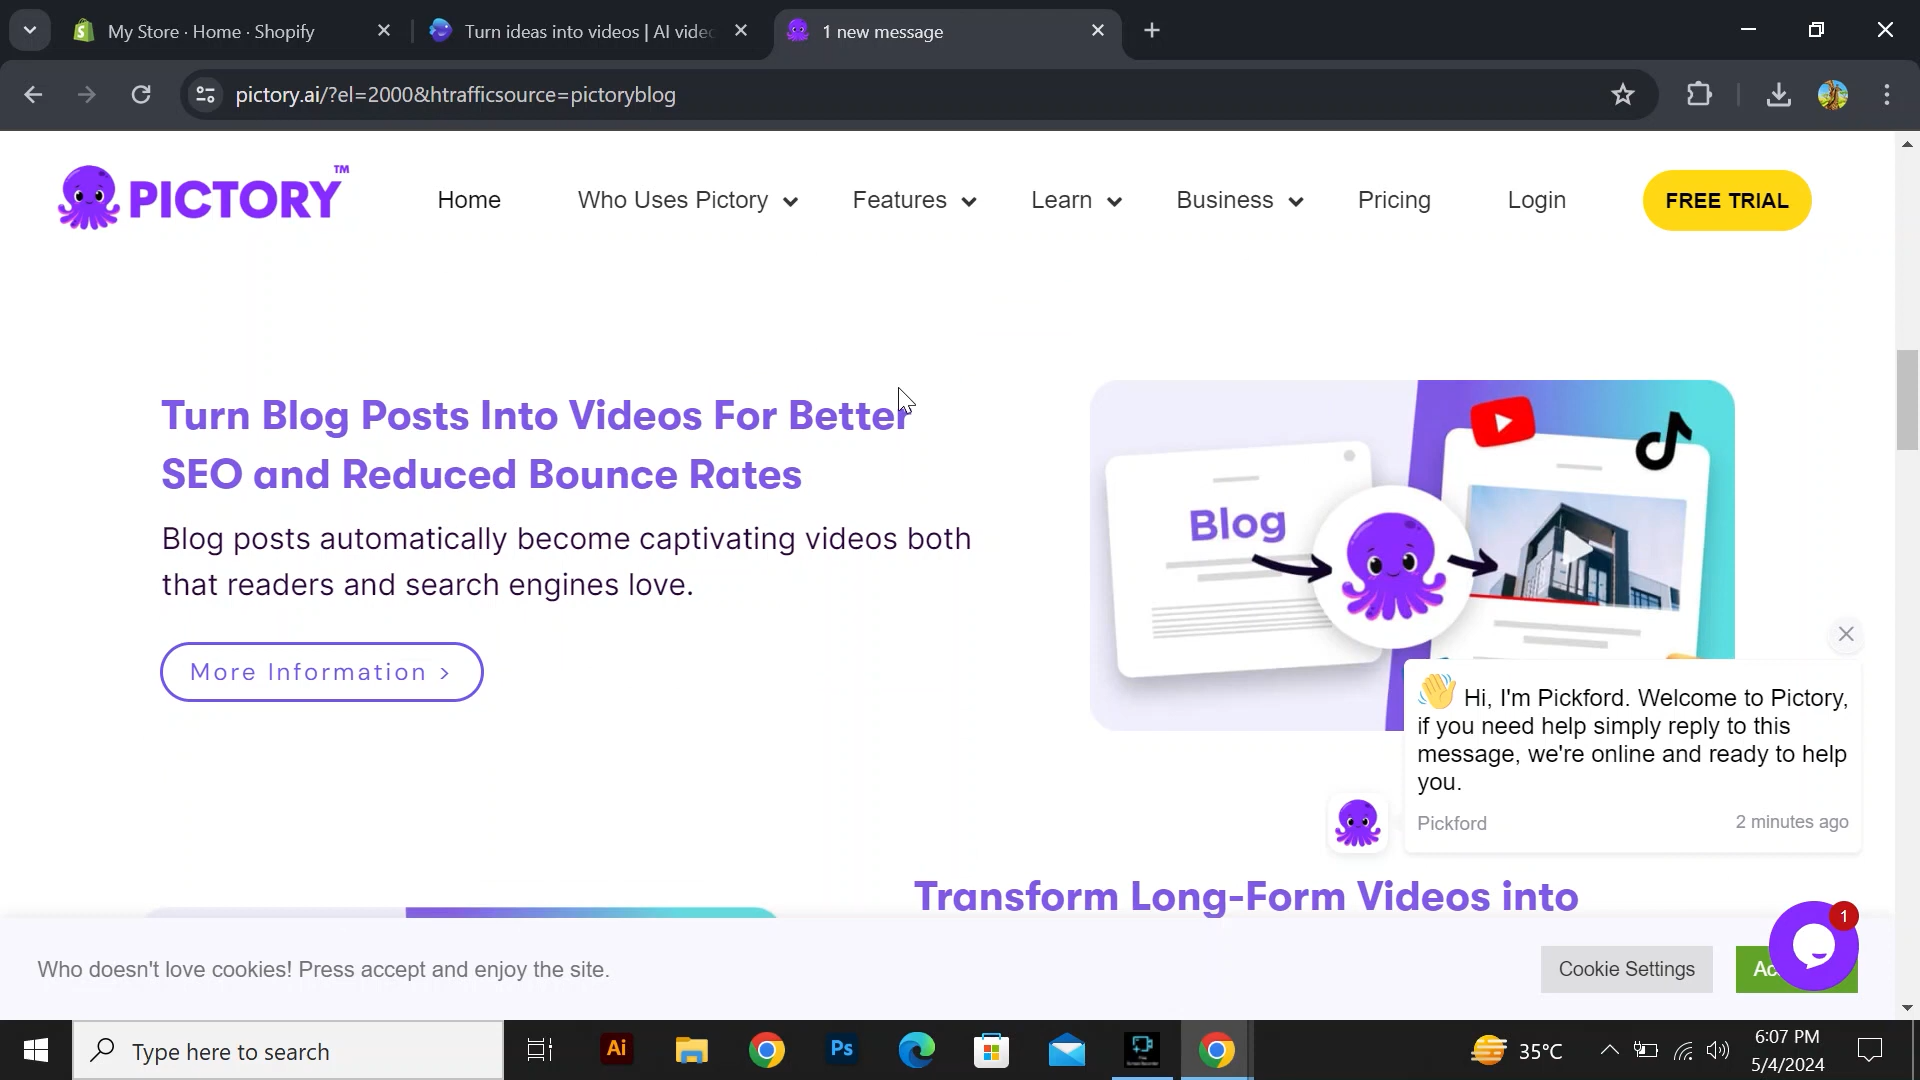 My Store · Home · Shopify
Turn ideas into videos | AI videc
1 new message
pictory.ai/?el=2000&htrafficsource=pictoryblog
PICTORY™
Home
Who Uses Pictory
Features
Learn
Business
Pricing
Login
FREE TRIAL
Turn Blog Posts Into Videos For Better
SEO and Reduced Bounce Rates
Blog posts automatically become captivating videos both
that readers and search engines love.
More Information >
Blog
👋 Hi, I'm Pickford. Welcome to Pictory,
if you need help simply reply to this
message, we're online and ready to help
you.
Pickford
2 minutes ago
Transform Long-Form Videos into
Who doesn't love cookies! Press accept and enjoy the site.
Cookie Settings
1
Type here to search
Ai
Ps
35°C
6:07 PM
5/4/2024